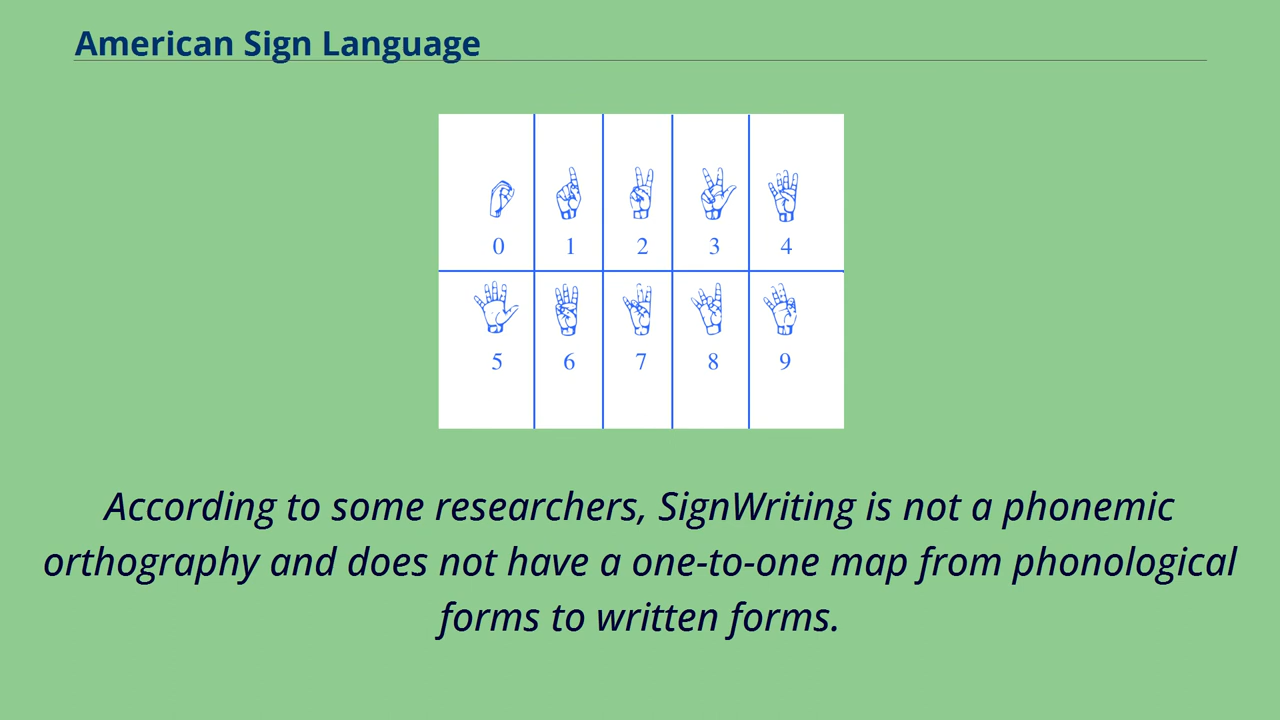 American Sign Language
0 1 2 3 4
5 6 7 8 9
According to some researchers, SignWriting is not a phonemic
orthography and does not have a one-to-one map from phonological
forms to written forms.